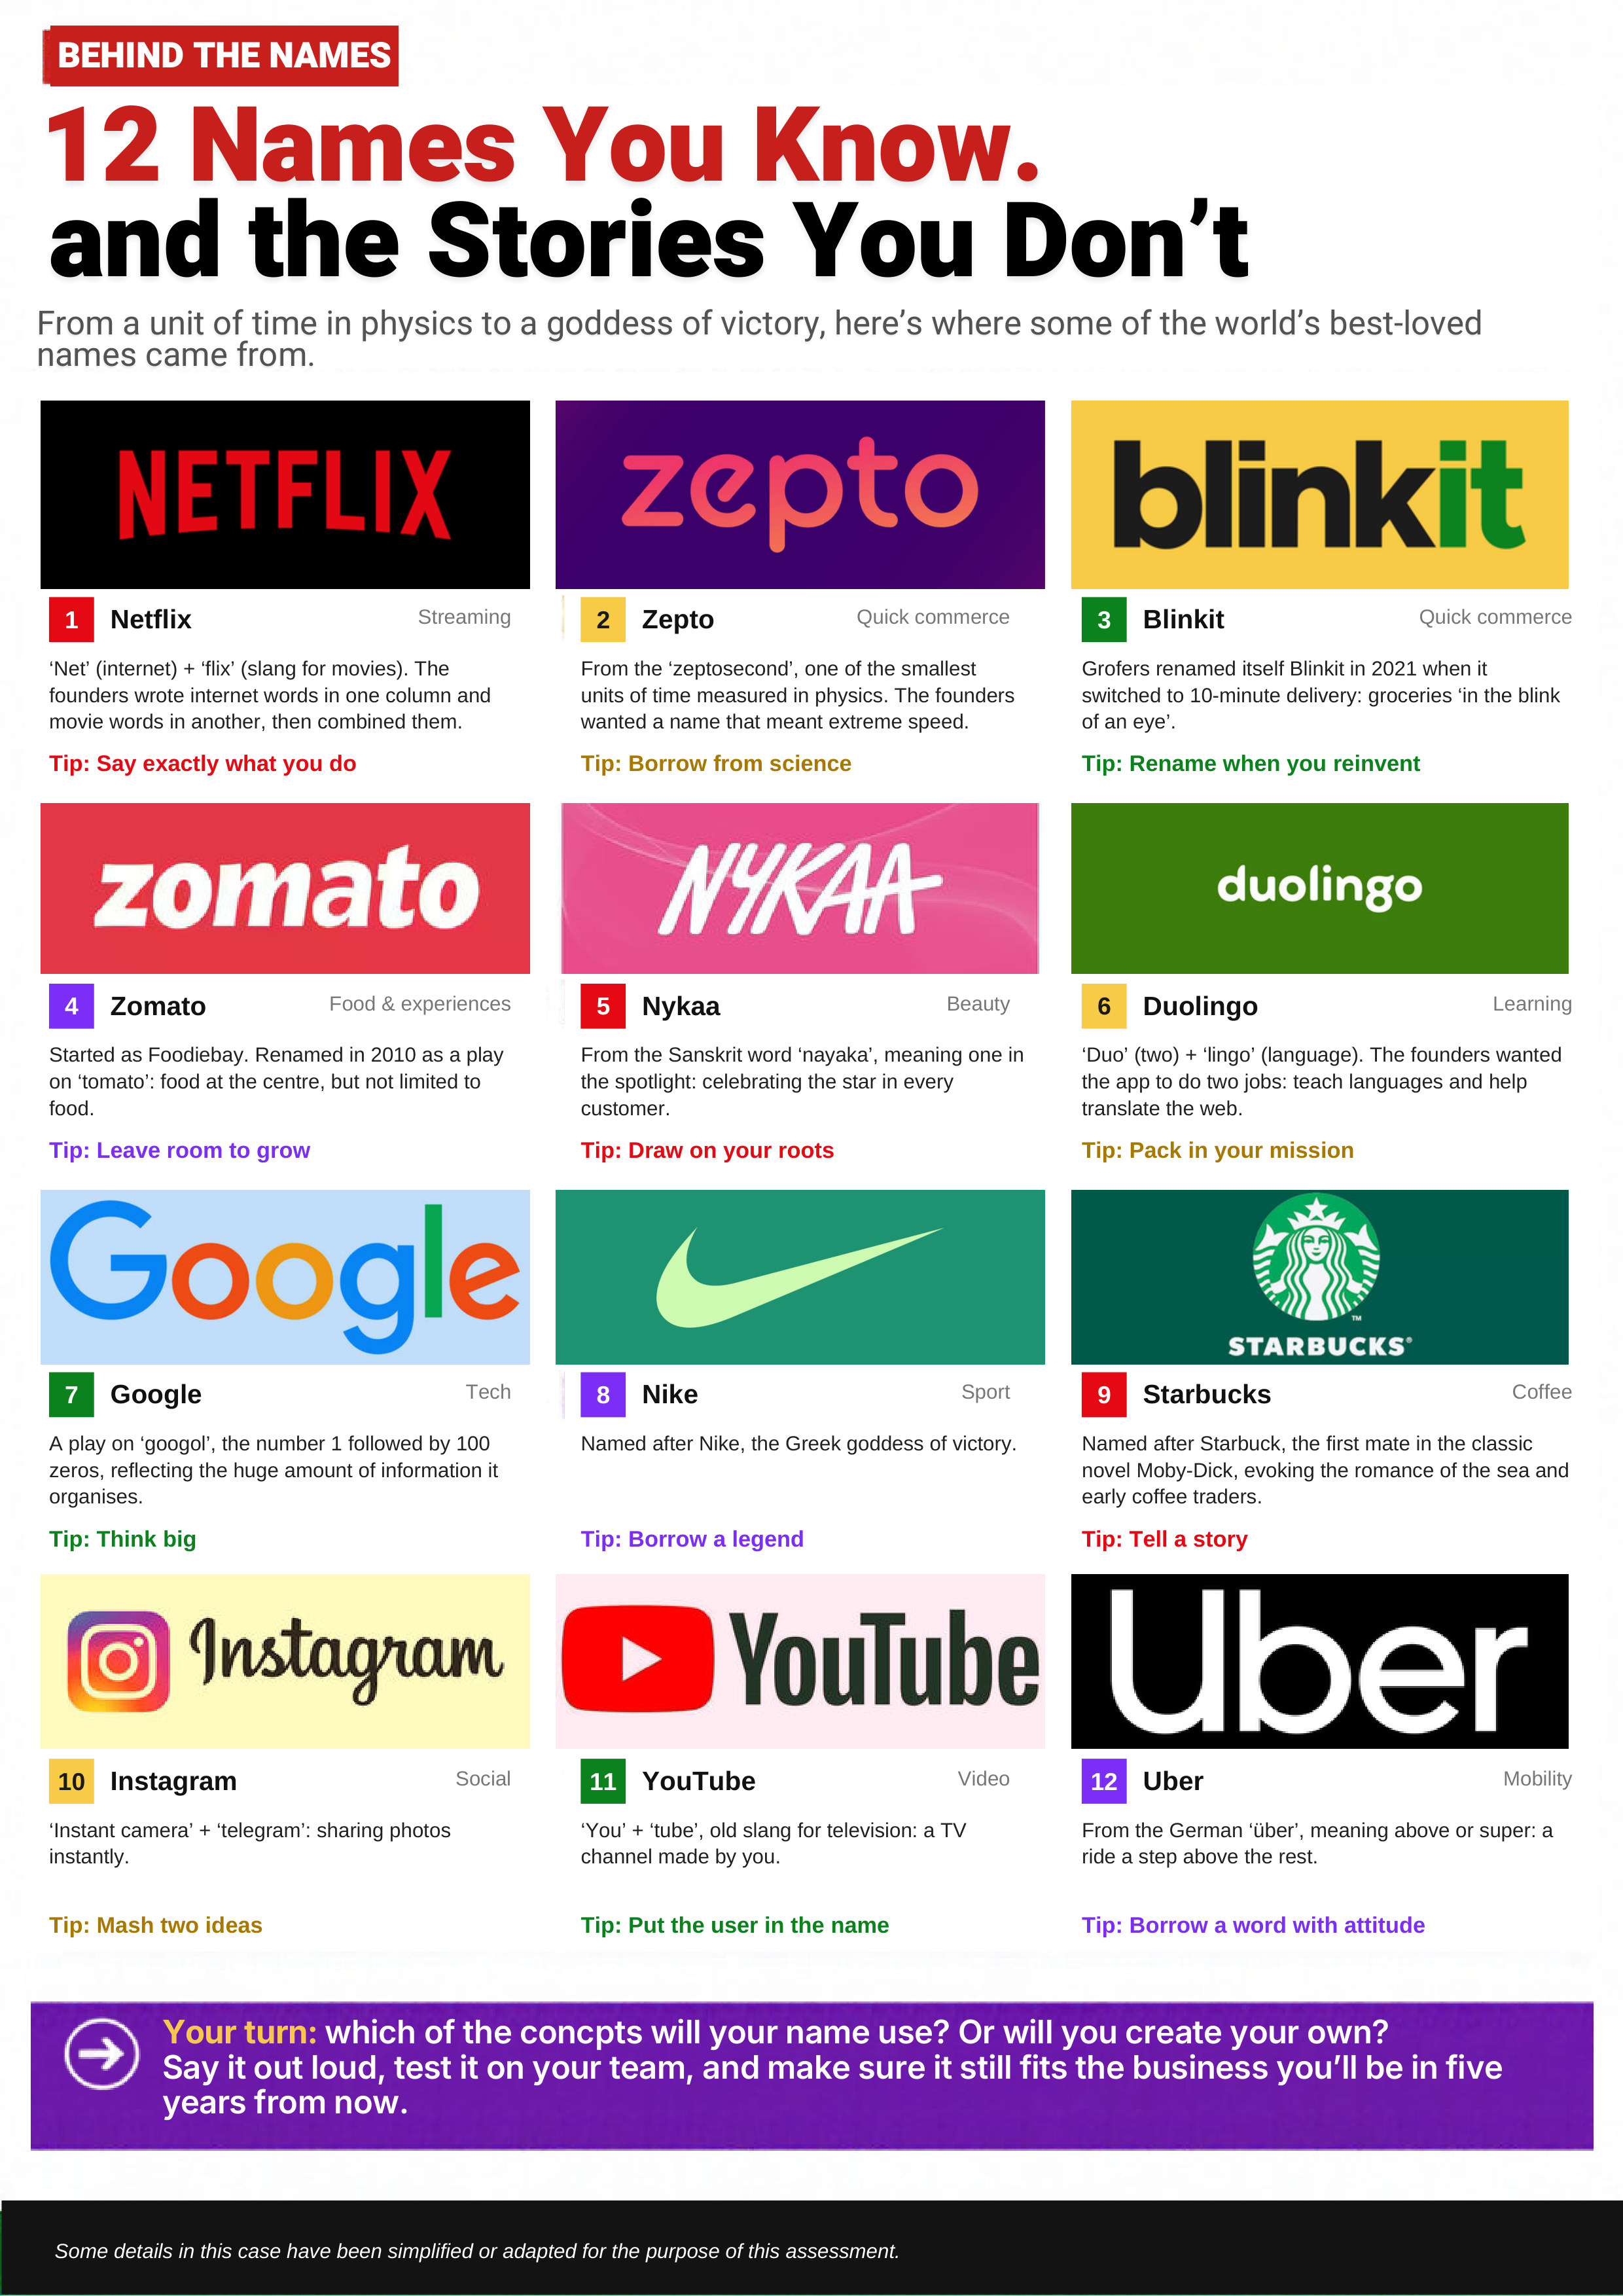 BEHIND THE NAMES
12 Names You Know.
and the Stories You Don’t
From a unit of time in physics to a goddess of victory, here’s where some of the world’s best-loved
names came from.
NETFLIX
1 Netflix Streaming
‘Net’ (internet) + ‘flix’ (slang for movies). The
founders wrote internet words in one column and
movie words in another, then combined them.
Tip: Say exactly what you do
zepto
2 Zepto Quick commerce
From the ‘zeptosecond’, one of the smallest
units of time measured in physics. The founders
wanted a name that meant extreme speed.
Tip: Borrow from science
blinkit
3 Blinkit Quick commerce
Grofers renamed itself Blinkit in 2021 when it
switched to 10-minute delivery: groceries ‘in the blink
of an eye’.
Tip: Rename when you reinvent
zomato
4 Zomato Food & experiences
Started as Foodiebay. Renamed in 2010 as a play
on ‘tomato’: food at the centre, but not limited to
food.
Tip: Leave room to grow
NYKAA
5 Nykaa Beauty
From the Sanskrit word ‘nayaka’, meaning one in
the spotlight: celebrating the star in every
customer.
Tip: Draw on your roots
duolingo
6 Duolingo Learning
‘Duo’ (two) + ‘lingo’ (language). The founders wanted
the app to do two jobs: teach languages and help
translate the web.
Tip: Pack in your mission
Google
7 Google Tech
A play on ‘googol’, the number 1 followed by 100
zeros, reflecting the huge amount of information it
organises.
Tip: Think big
8 Nike Sport
Named after Nike, the Greek goddess of victory.
Tip: Borrow a legend
TM
STARBUCKS®
9 Starbucks Coffee
Named after Starbuck, the first mate in the classic
novel Moby-Dick, evoking the romance of the sea and
early coffee traders.
Tip: Tell a story
Instagram
10 Instagram Social
‘Instant camera’ + ‘telegram’: sharing photos
instantly.
Tip: Mash two ideas
YouTube
11 YouTube Video
‘You’ + ‘tube’, old slang for television: a TV
channel made by you.
Tip: Put the user in the name
Uber
12 Uber Mobility
From the German ‘über’, meaning above or super: a
ride a step above the rest.
Tip: Borrow a word with attitude
Your turn: which of the concpts will your name use? Or will you create your own?
Say it out loud, test it on your team, and make sure it still fits the business you’ll be in five
years from now.
Some details in this case have been simplified or adapted for the purpose of this assessment.